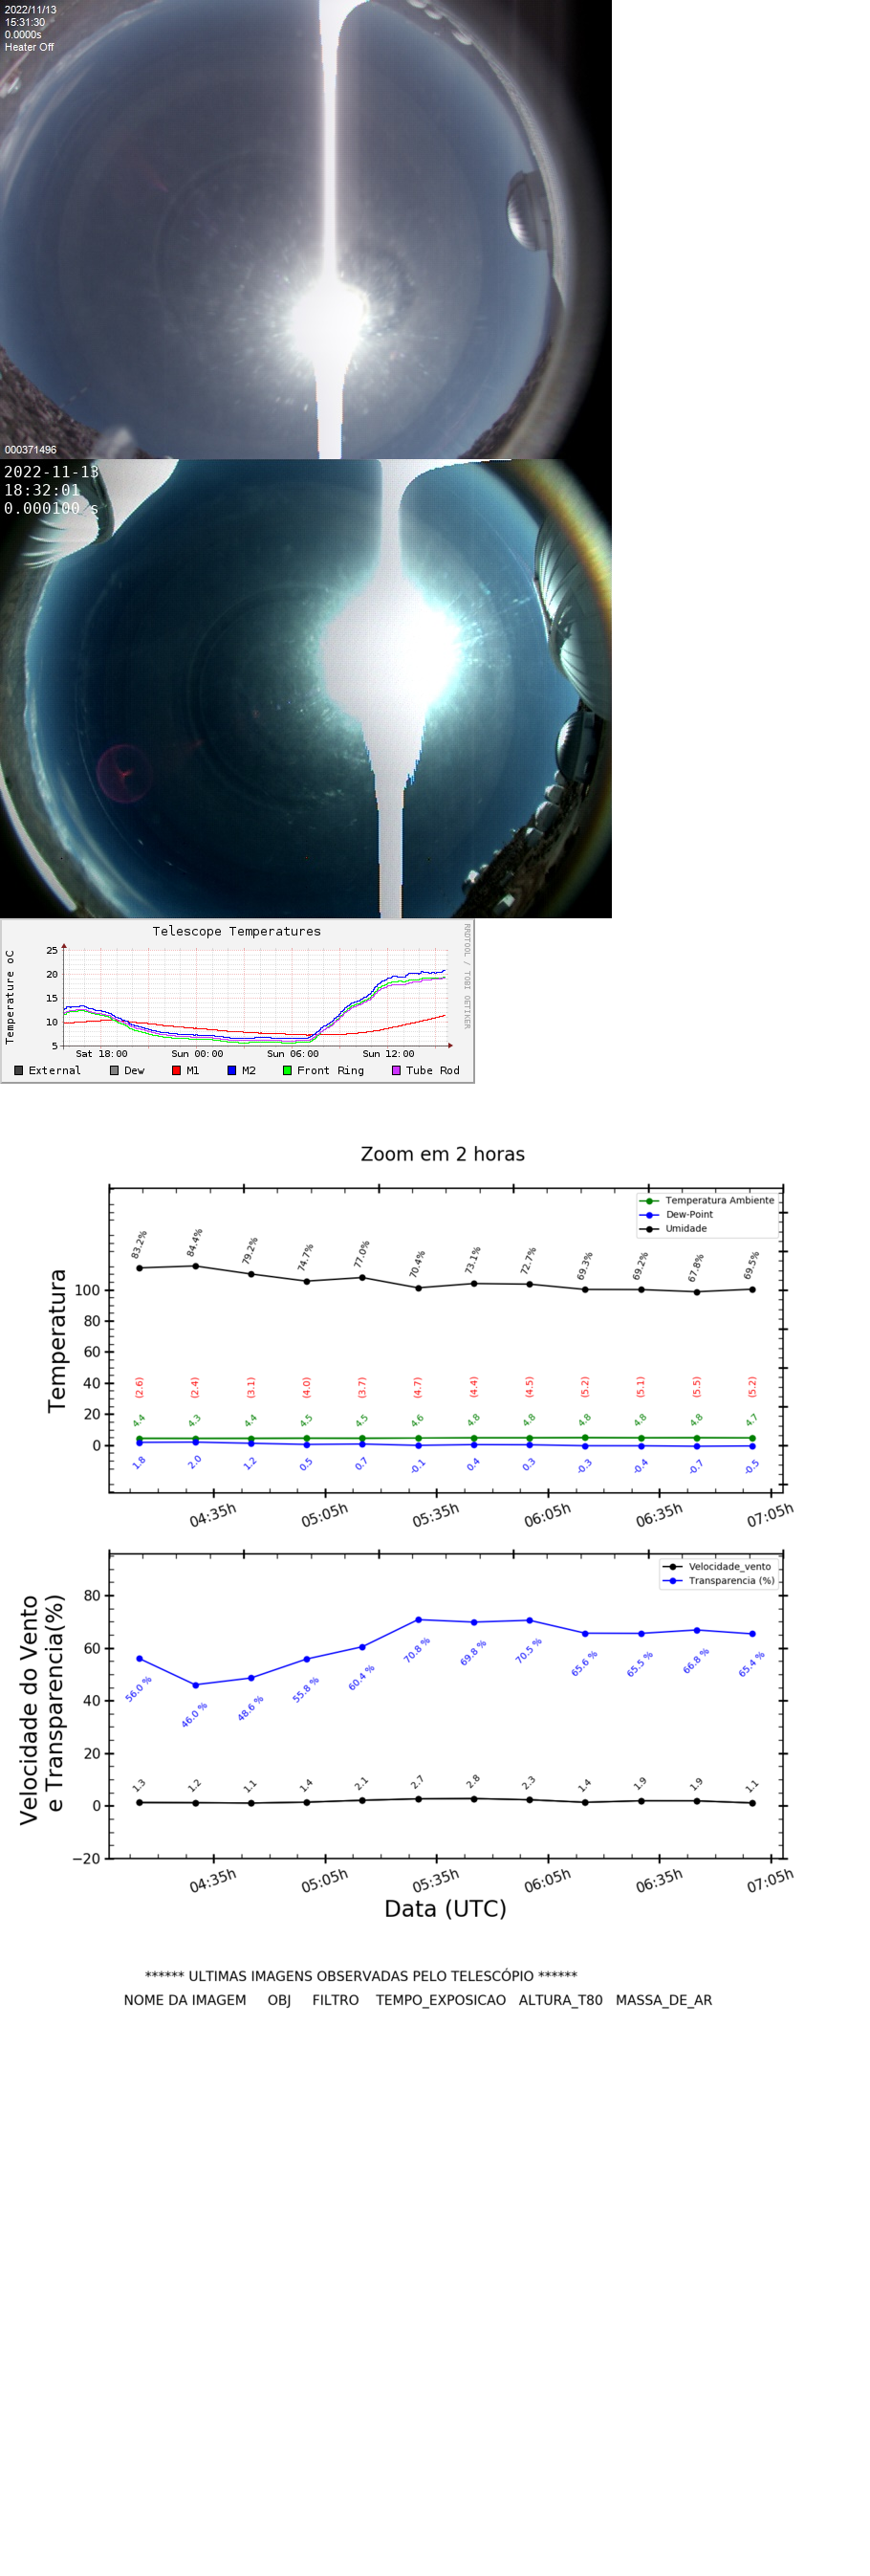 2022/11/13
15:31:30
0.0000s
Heater Off
000371496
2022-11-13
18:32:01
0.000100 s
Telescope Temperatures
RRDTOOL / TOBI OETIKER
Temperature oC
25
20
15
10
5
Sat 18:00 Sun 00:00 Sun 06:00 Sun 12:00
External Dew M1 M2 Front Ring Tube Rod
Zoom em 2 horas
Temperatura Ambiente
Dew-Point
Umidade
Temperatura
83.2% 84.4% 79.2% 74.7% 77.0% 70.4% 73.1% 72.7% 69.3% 69.2% 67.8% 69.5%
100
80
60
40
20
0
(2.6) (2.4) (3.1) (4.0) (3.7) (4.7) (4.4) (4.5) (5.2) (5.1) (5.5) (5.2)
4.4 4.3 4.4 4.5 4.5 4.6 4.8 4.8 4.8 4.8 4.8 4.7
1.8 2.0 1.2 0.5 0.7 -0.1 0.4 0.3 -0.3 -0.4 -0.7 -0.5
04:35h 05:05h 05:35h 06:05h 06:35h 07:05h
Velocidade_vento
Transparencia (%)
Velocidade do Vento
e Transparencia(%)
80
60
40
20
0
−20
56.0 % 46.0 % 48.6 % 55.8 % 60.4 % 70.8 % 69.8 % 70.5 % 65.6 % 65.5 % 66.8 % 65.4 %
1.3 1.2 1.1 1.4 2.1 2.7 2.8 2.3 1.4 1.9 1.9 1.1
04:35h 05:05h 05:35h 06:05h 06:35h 07:05h
Data (UTC)
****** ULTIMAS IMAGENS OBSERVADAS PELO TELESCÓPIO ******
NOME DA IMAGEM OBJ FILTRO TEMPO_EXPOSICAO ALTURA_T80 MASSA_DE_AR